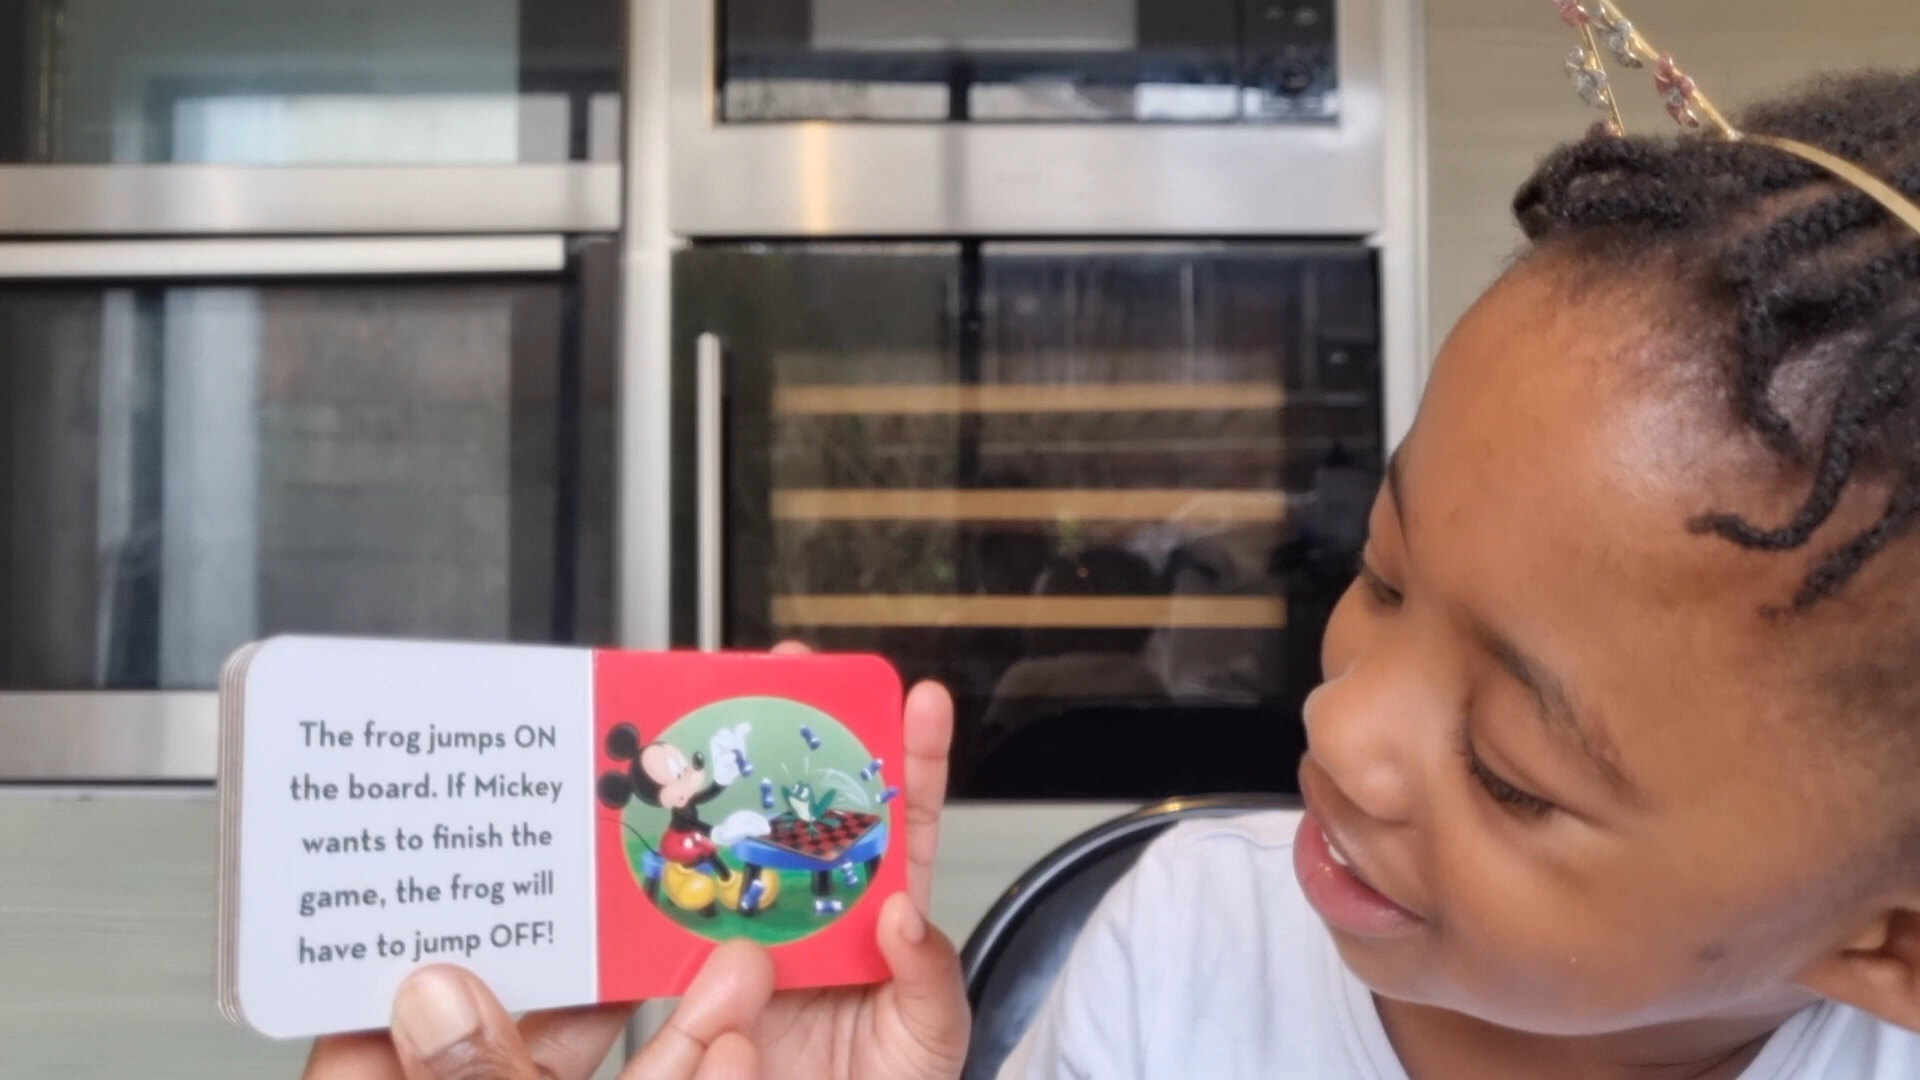 The frog jumps ON
the board. If Mickey
wants to finish the
game, the frog will
have to jump OFF!